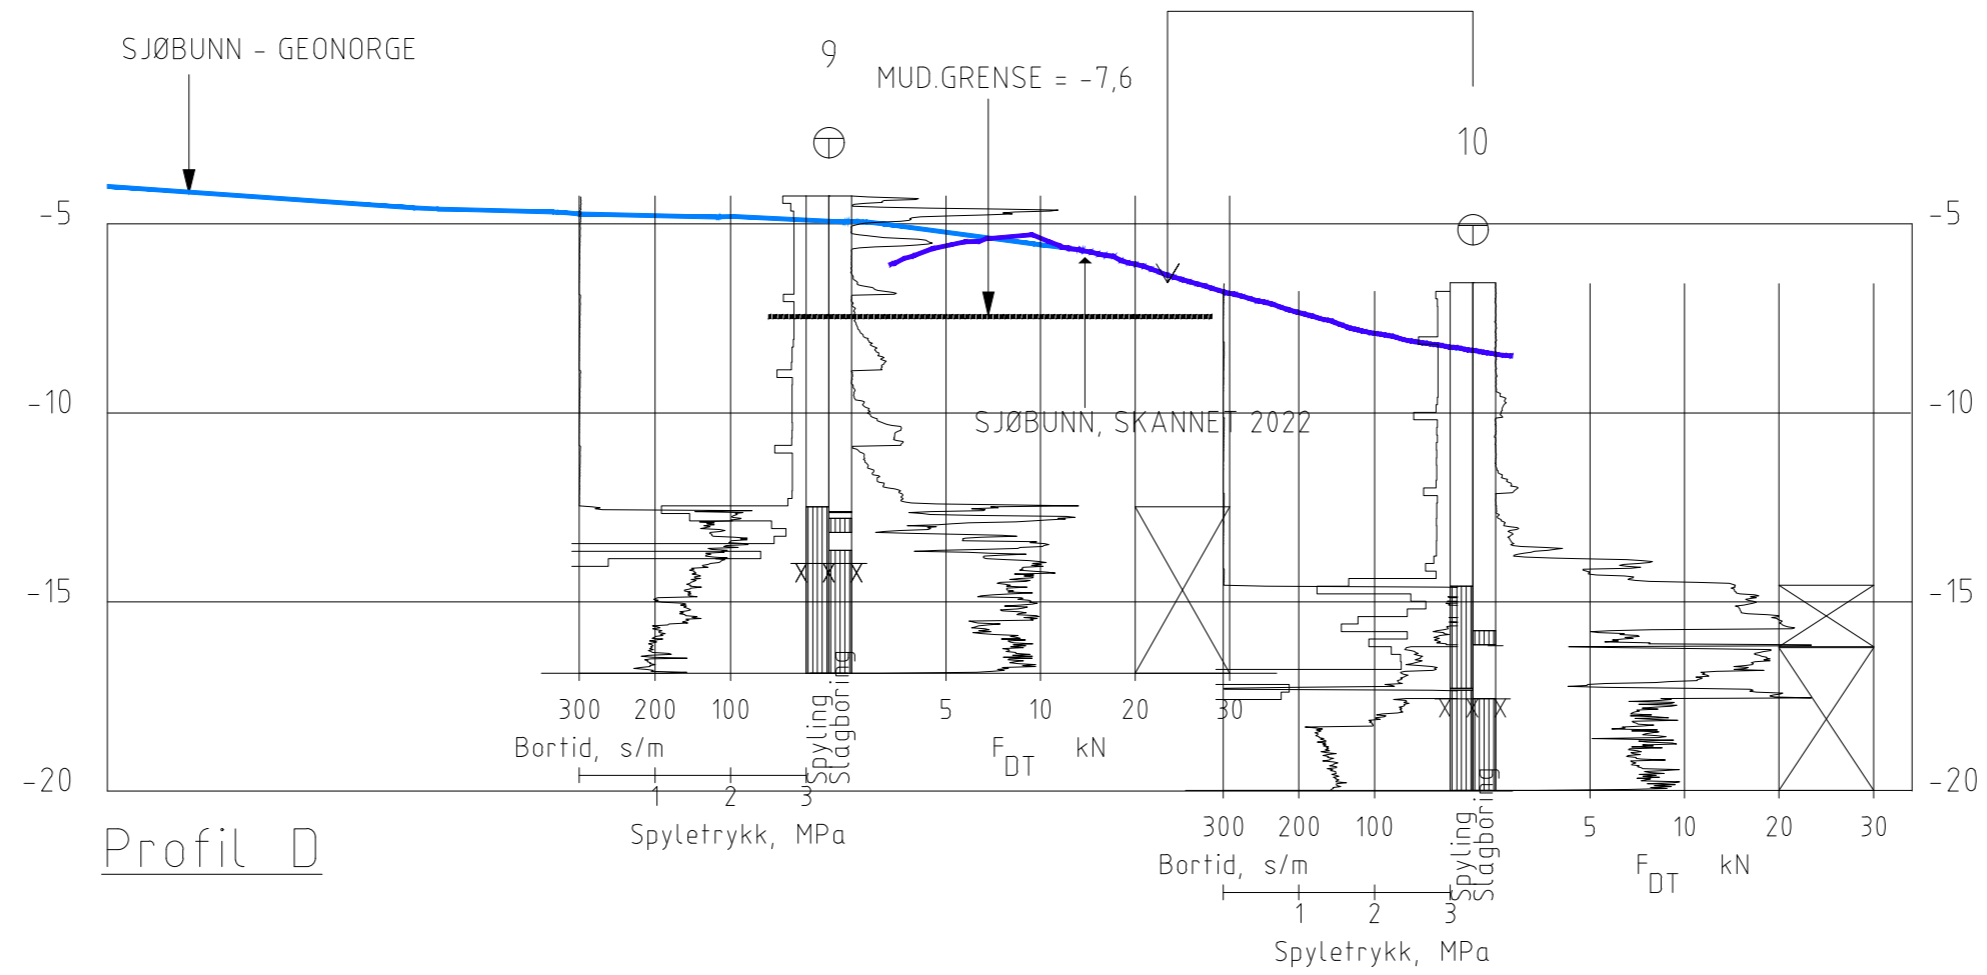 SJØBUNN - GEONORGE
9
MUD.GRENSE = -7,6
10
-5
-5
-10
-10
SJØBUNN, SKANNET 2022
-15
-15
-20
-20
300 200 100
5 10 20 30
Bortid, s/m
Spyling
Slagboring
F DT kN
1 2 3
Spyletrykk, MPa
Profil D
300 200 100
5 10 20 30
Bortid, s/m
Spyling
Slagboring
F DT kN
1 2 3
Spyletrykk, MPa